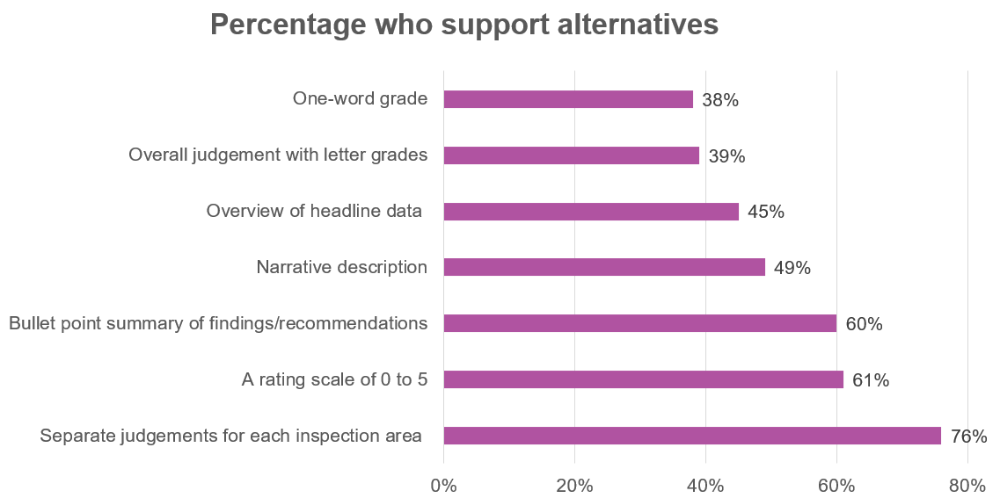 Percentage who support alternatives
One-word grade 38%
Overall judgement with letter grades 39%
Overview of headline data 45%
Narrative description 49%
Bullet point summary of findings/recommendations 60%
A rating scale of 0 to 5 61%
Separate judgements for each inspection area 76%
0% 20% 40% 60% 80%